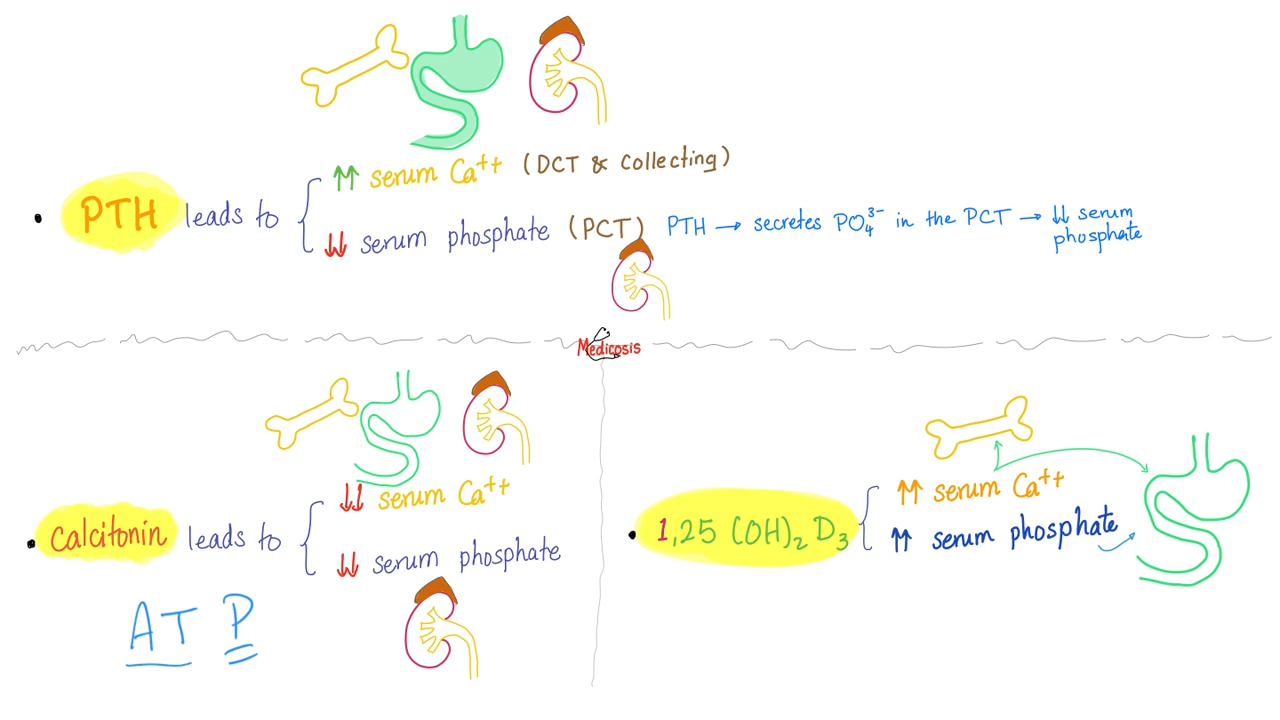 ↑↑ serum Ca⁺⁺ (DCT & Collecting)
• PTH leads to
↓↓ serum phosphate (PCT) PTH → secretes PO₄³⁻ in the PCT → ↓↓ serum
phosphate
Medicosis
↓↓ serum Ca⁺⁺
• Calcitonin leads to
↓↓ serum phosphate
ATP
↑↑ serum Ca⁺⁺
• 1,25 (OH)₂ D₃
↑↑ serum phosphate